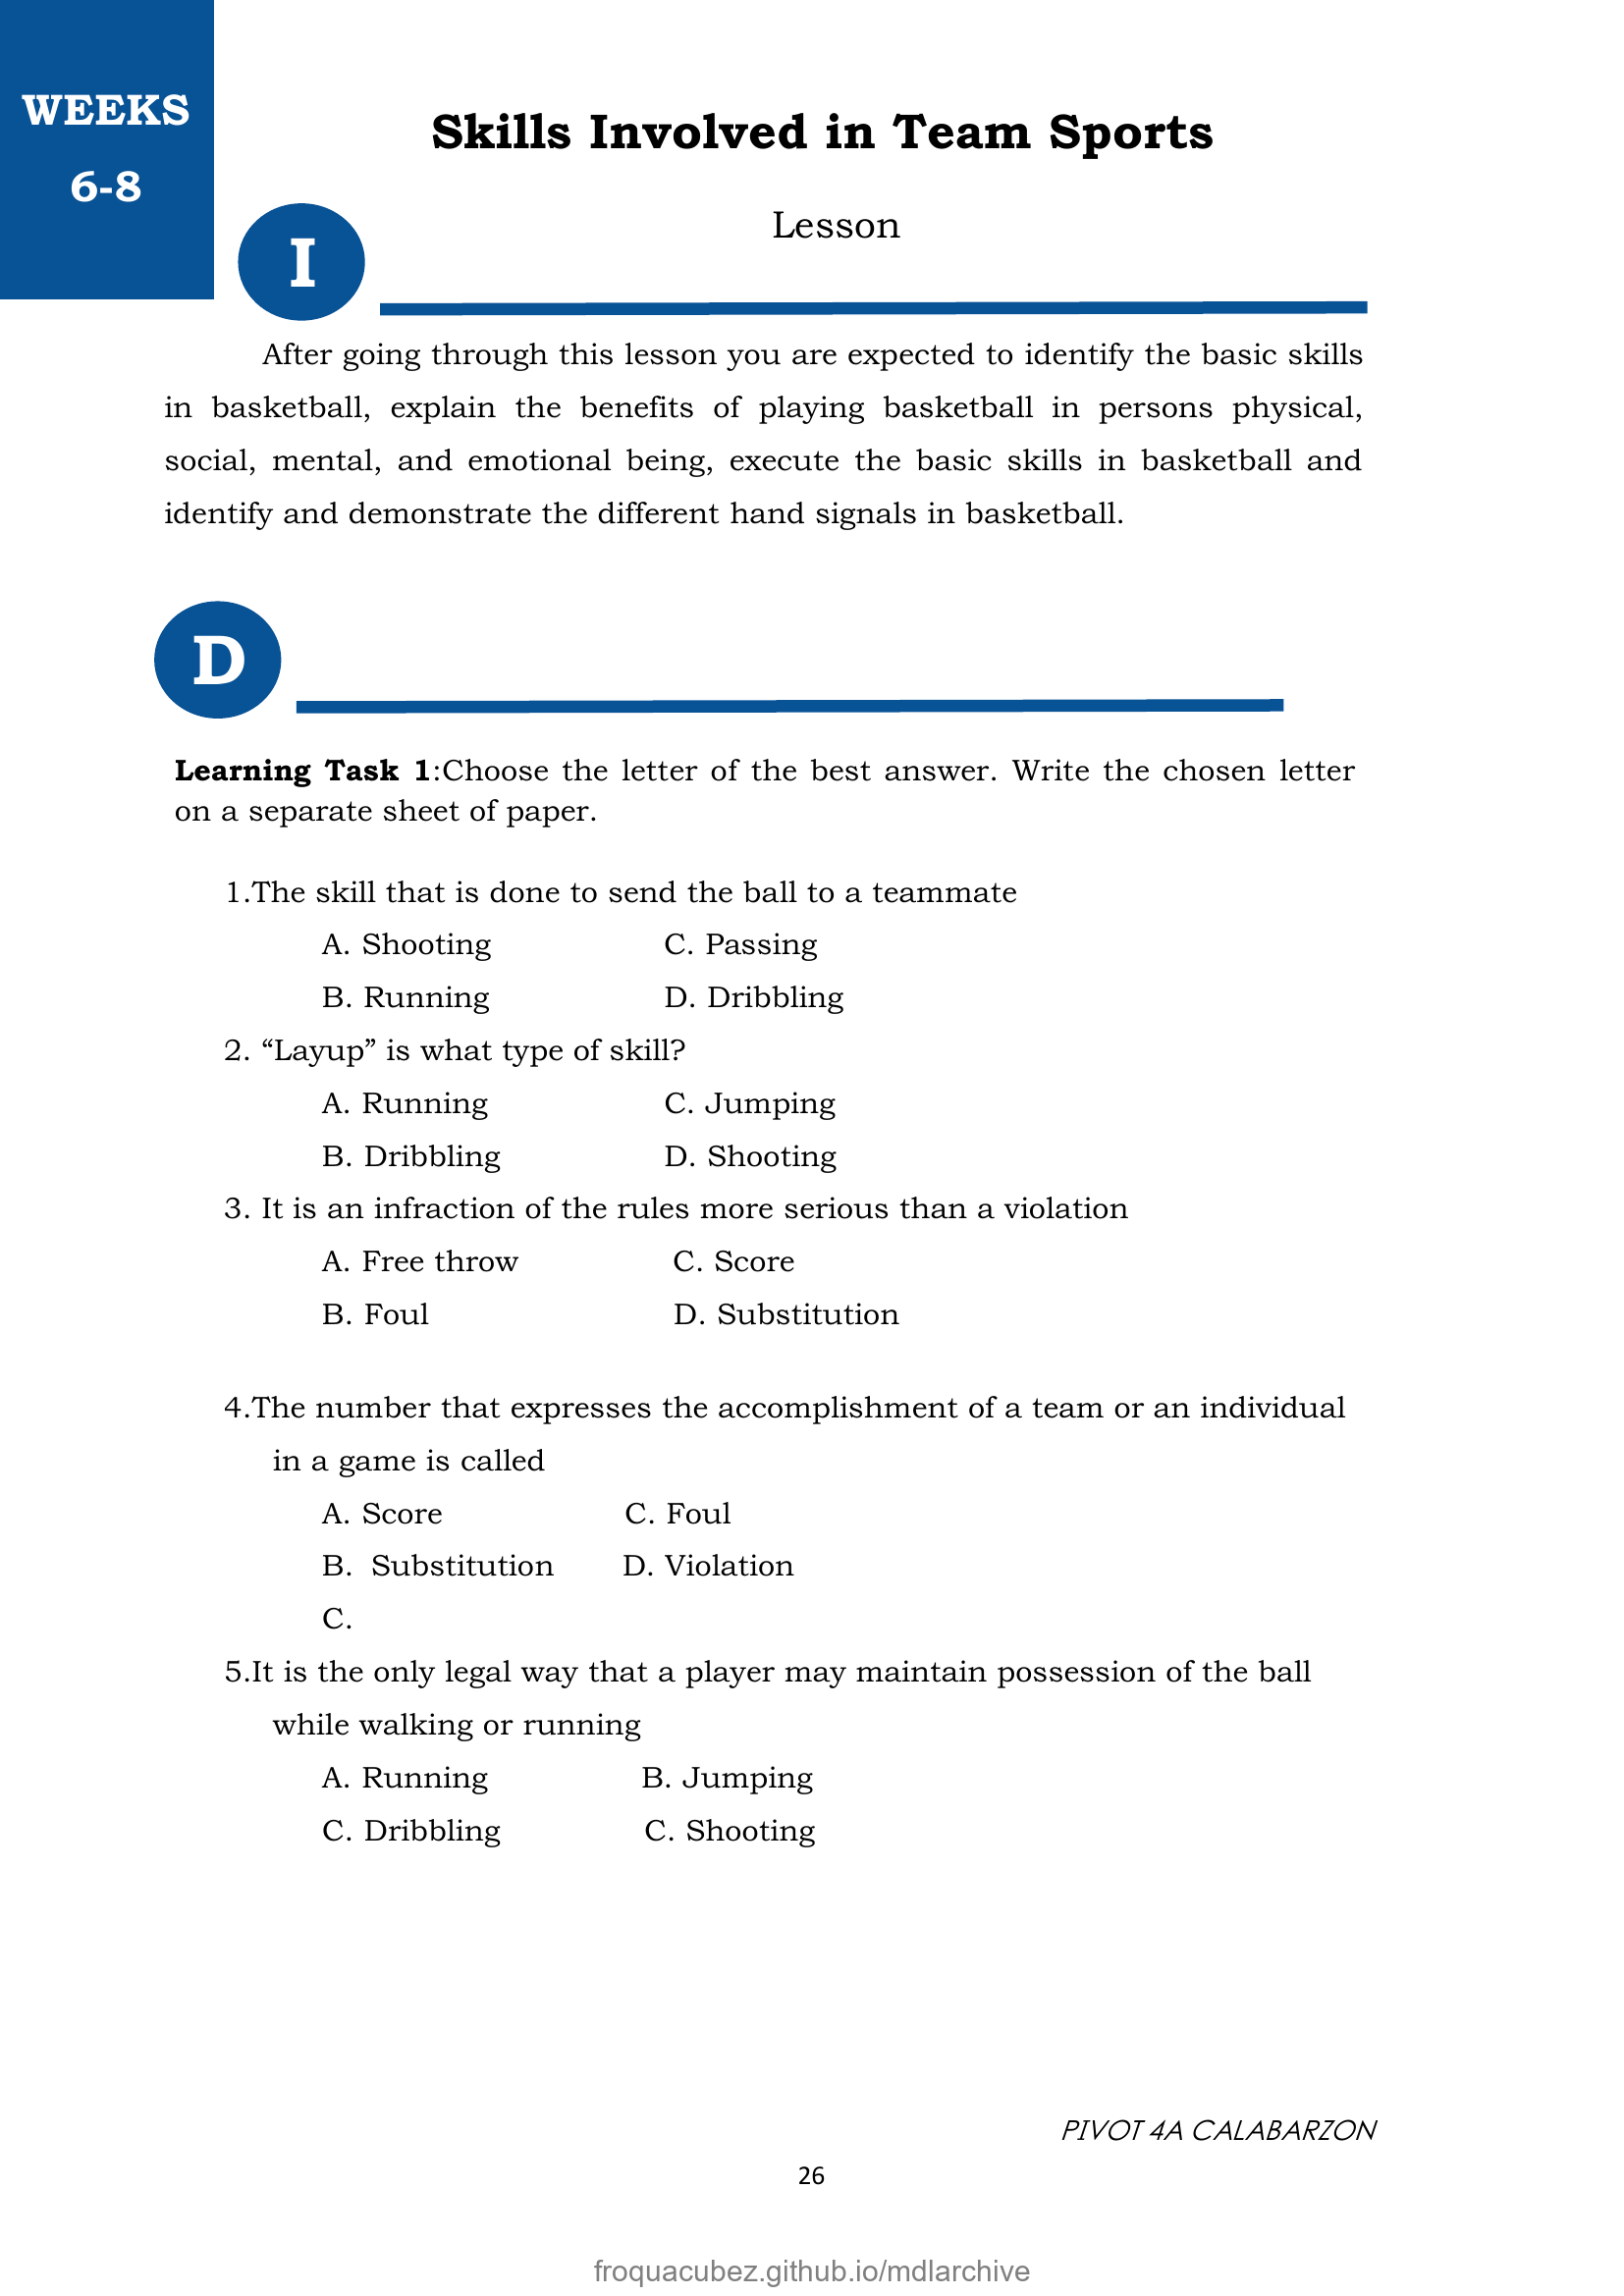 WEEKS
6-8
Skills Involved in Team Sports
Lesson
I
After going through this lesson you are expected to identify the basic skills
in basketball, explain the benefits of playing basketball in persons physical,
social, mental, and emotional being, execute the basic skills in basketball and
identify and demonstrate the different hand signals in basketball.
D
Learning Task 1:Choose the letter of the best answer. Write the chosen letter
on a separate sheet of paper.
1.The skill that is done to send the ball to a teammate
A. Shooting C. Passing
B. Running D. Dribbling
2. “Layup” is what type of skill?
A. Running C. Jumping
B. Dribbling D. Shooting
3. It is an infraction of the rules more serious than a violation
A. Free throw C. Score
B. Foul D. Substitution
4.The number that expresses the accomplishment of a team or an individual
in a game is called
A. Score C. Foul
B. Substitution D. Violation
C.
5.It is the only legal way that a player may maintain possession of the ball
while walking or running
A. Running B. Jumping
C. Dribbling C. Shooting
PIVOT 4A CALABARZON
26
froquacubez.github.io/mdlarchive